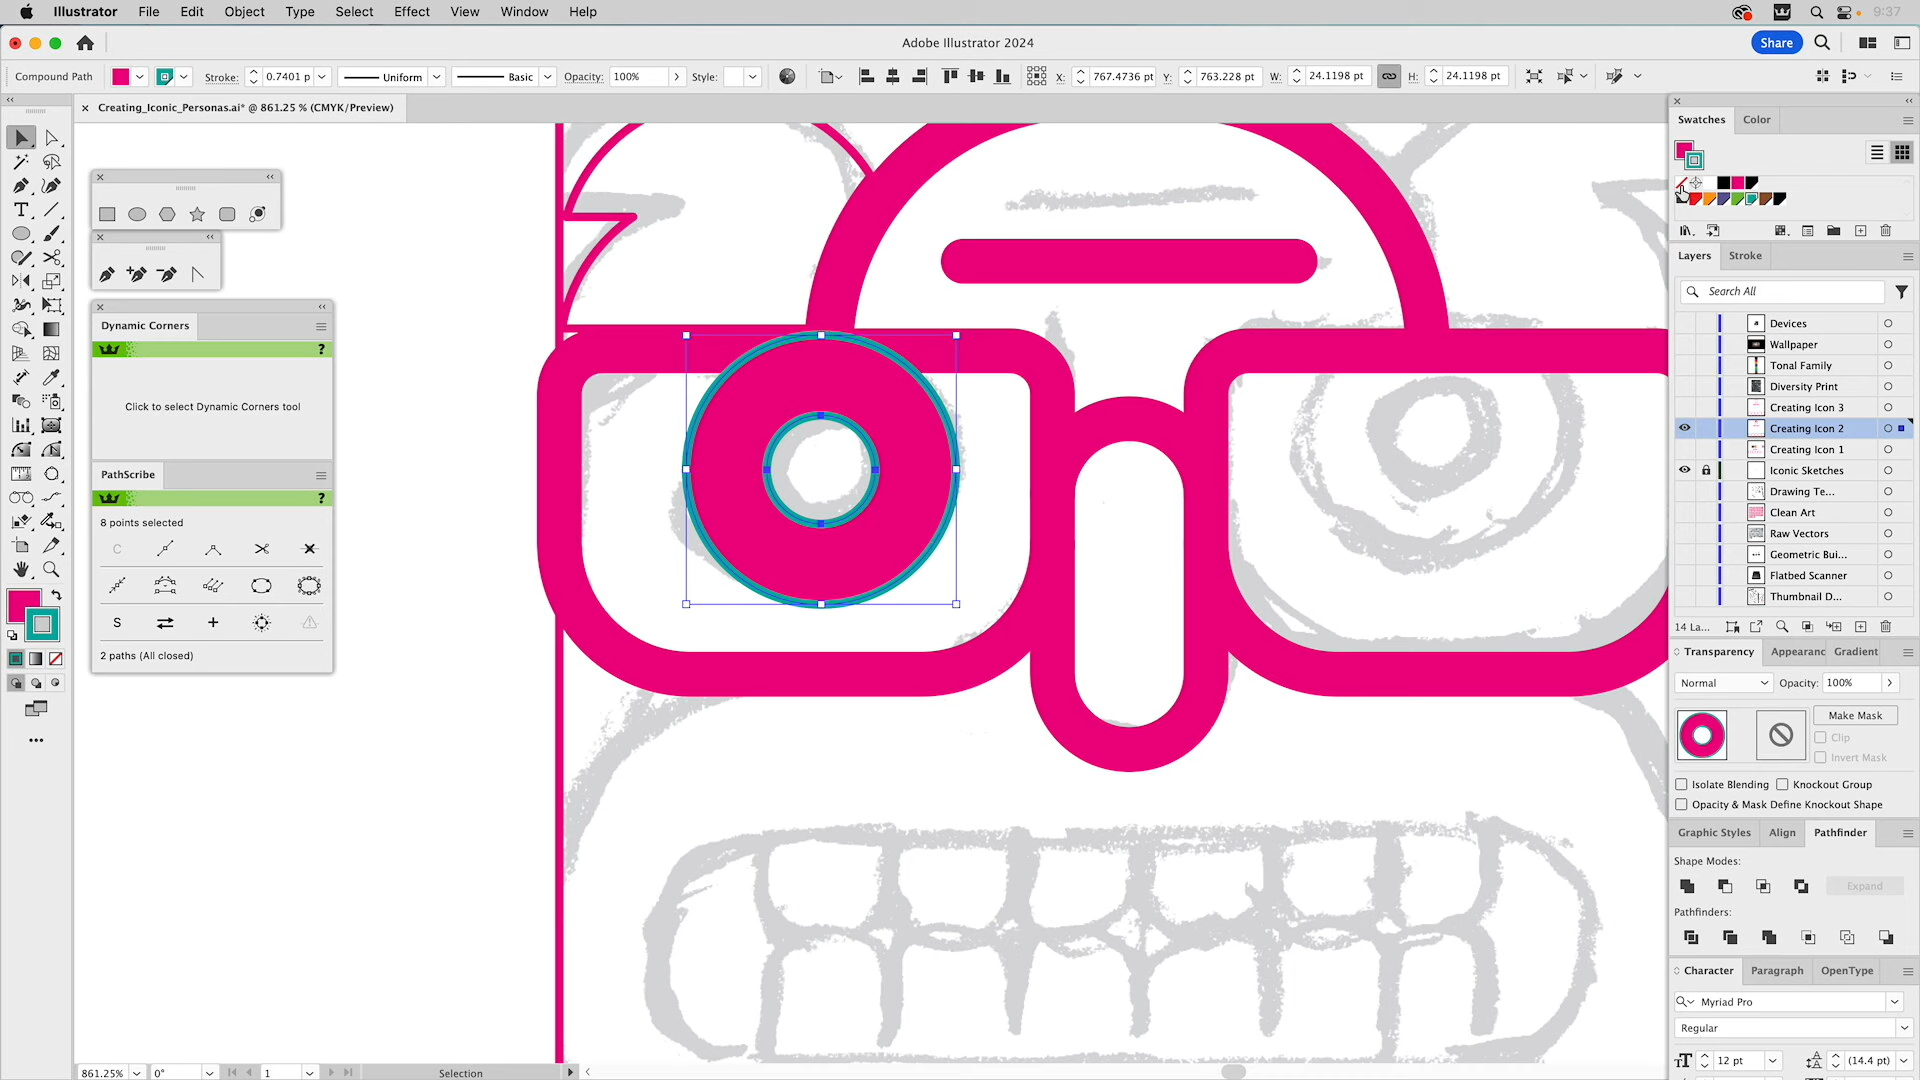 Illustrator File Edit Object Type Select Effect View Window Help 9:37
Adobe Illustrator 2024
Share
Compound Path Stroke: 0.7401 p Uniform Basic Opacity: 100% Style: X: 767.4736 pt Y: 763.228 pt W: 24.1198 pt H: 24.1198 pt
Creating_Iconic_Personas.ai* @ 861.25 % (CMYK/Preview)
Dynamic Corners
?
Click to select Dynamic Corners tool
PathScribe
?
8 points selected
C
S
2 paths (All closed)
Swatches Color
Layers Stroke
Search All
Devices
Wallpaper
Tonal Family
Diversity Print
Creating Icon 3
Creating Icon 2
Creating Icon 1
Iconic Sketches
Drawing Te...
Clean Art
Raw Vectors
Geometric Bui...
Flatbed Scanner
Thumbnail D...
14 La...
Transparency Appearanc Gradient
Normal Opacity: 100%
Make Mask
Clip
Invert Mask
Isolate Blending Knockout Group
Opacity & Mask Define Knockout Shape
Graphic Styles Align Pathfinder
Shape Modes:
Expand
Pathfinders:
Character Paragraph OpenType
Myriad Pro
Regular
12 pt (14.4 pt)
861.25% 0° 1 Selection